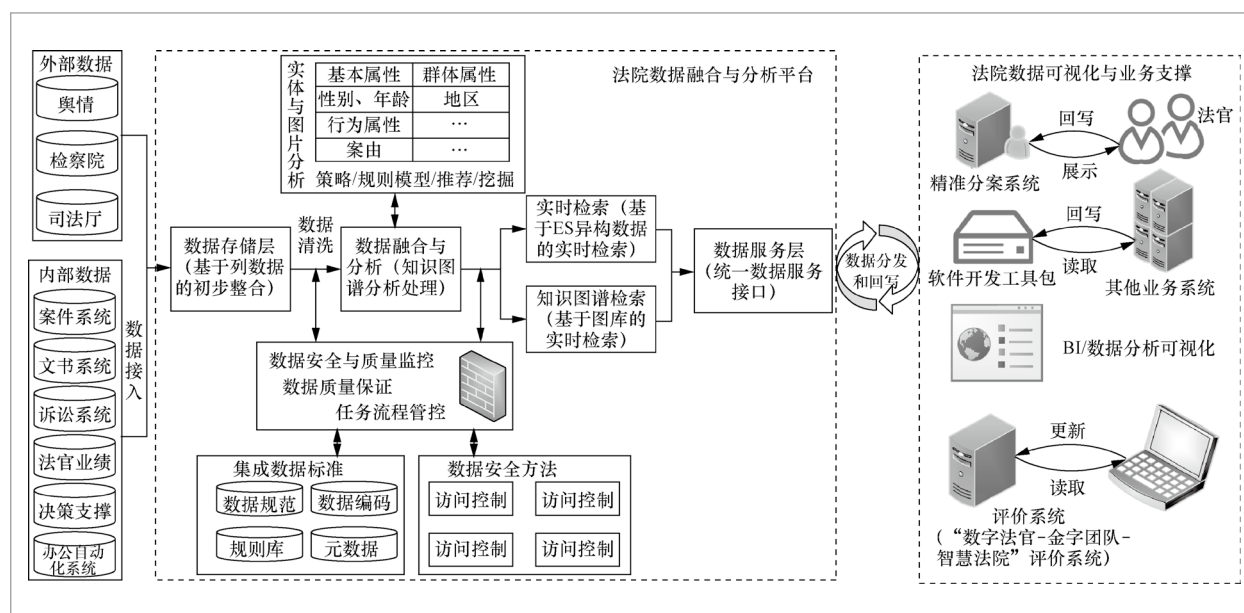 外部数据
舆情
检察院
司法厅
内部数据
案件系统
文书系统
诉讼系统
法官业绩
决策支撑
办公自动
化系统
数据接入
法院数据融合与分析平台
实体与图片分析
基本属性
群体属性
性别、年龄
地区
行为属性
…
案由
…
策略/规则模型/推荐/挖掘
数据存储层
(基于列数据
的初步整合)
数据
清洗
数据融合与
分析(知识图
谱分析处理)
实时检索(基
于ES异构数据
的实时检索)
知识图谱检索
(基于图库的
实时检索)
数据服务层
(统一数据服务
接口)
数据安全与质量监控
数据质量保证
任务流程管控
集成数据标准
数据规范
数据编码
规则库
元数据
数据安全方法
访问控制
访问控制
访问控制
访问控制
数据分发
和回写
法院数据可视化与业务支撑
回写
法官
展示
精准分案系统
回写
读取
软件开发工具包
其他业务系统
BI/数据分析可视化
更新
读取
评价系统
(“数字法官-金字团队-
智慧法院”评价系统)